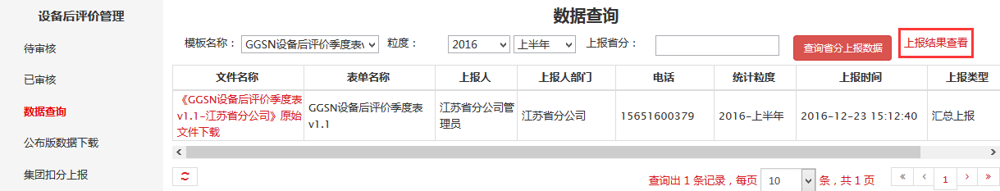 设备后评价管理
待审核
已审核
数据查询
公布版数据下载
集团扣分上报
数据查询
模板名称： GGSN设备后评价季度表v 粒度： 2016 上半年 上报省分： 查询省分上报数据 上报结果查看
文件名称 表单名称 上报人 上报人部门 电话 统计粒度 上报时间 上报类型
《GGSN设备后评价季度表
v1.1-江苏省分公司》原始
文件下载
GGSN设备后评价季度表
v1.1
江苏省分公司管
理员
江苏省分公司
15651600379
2016-上半年
2016-12-23 15:12:40
汇总上报
查询出 1 条记录，每页 10 条，共 1 页 « ‹ 1 › »